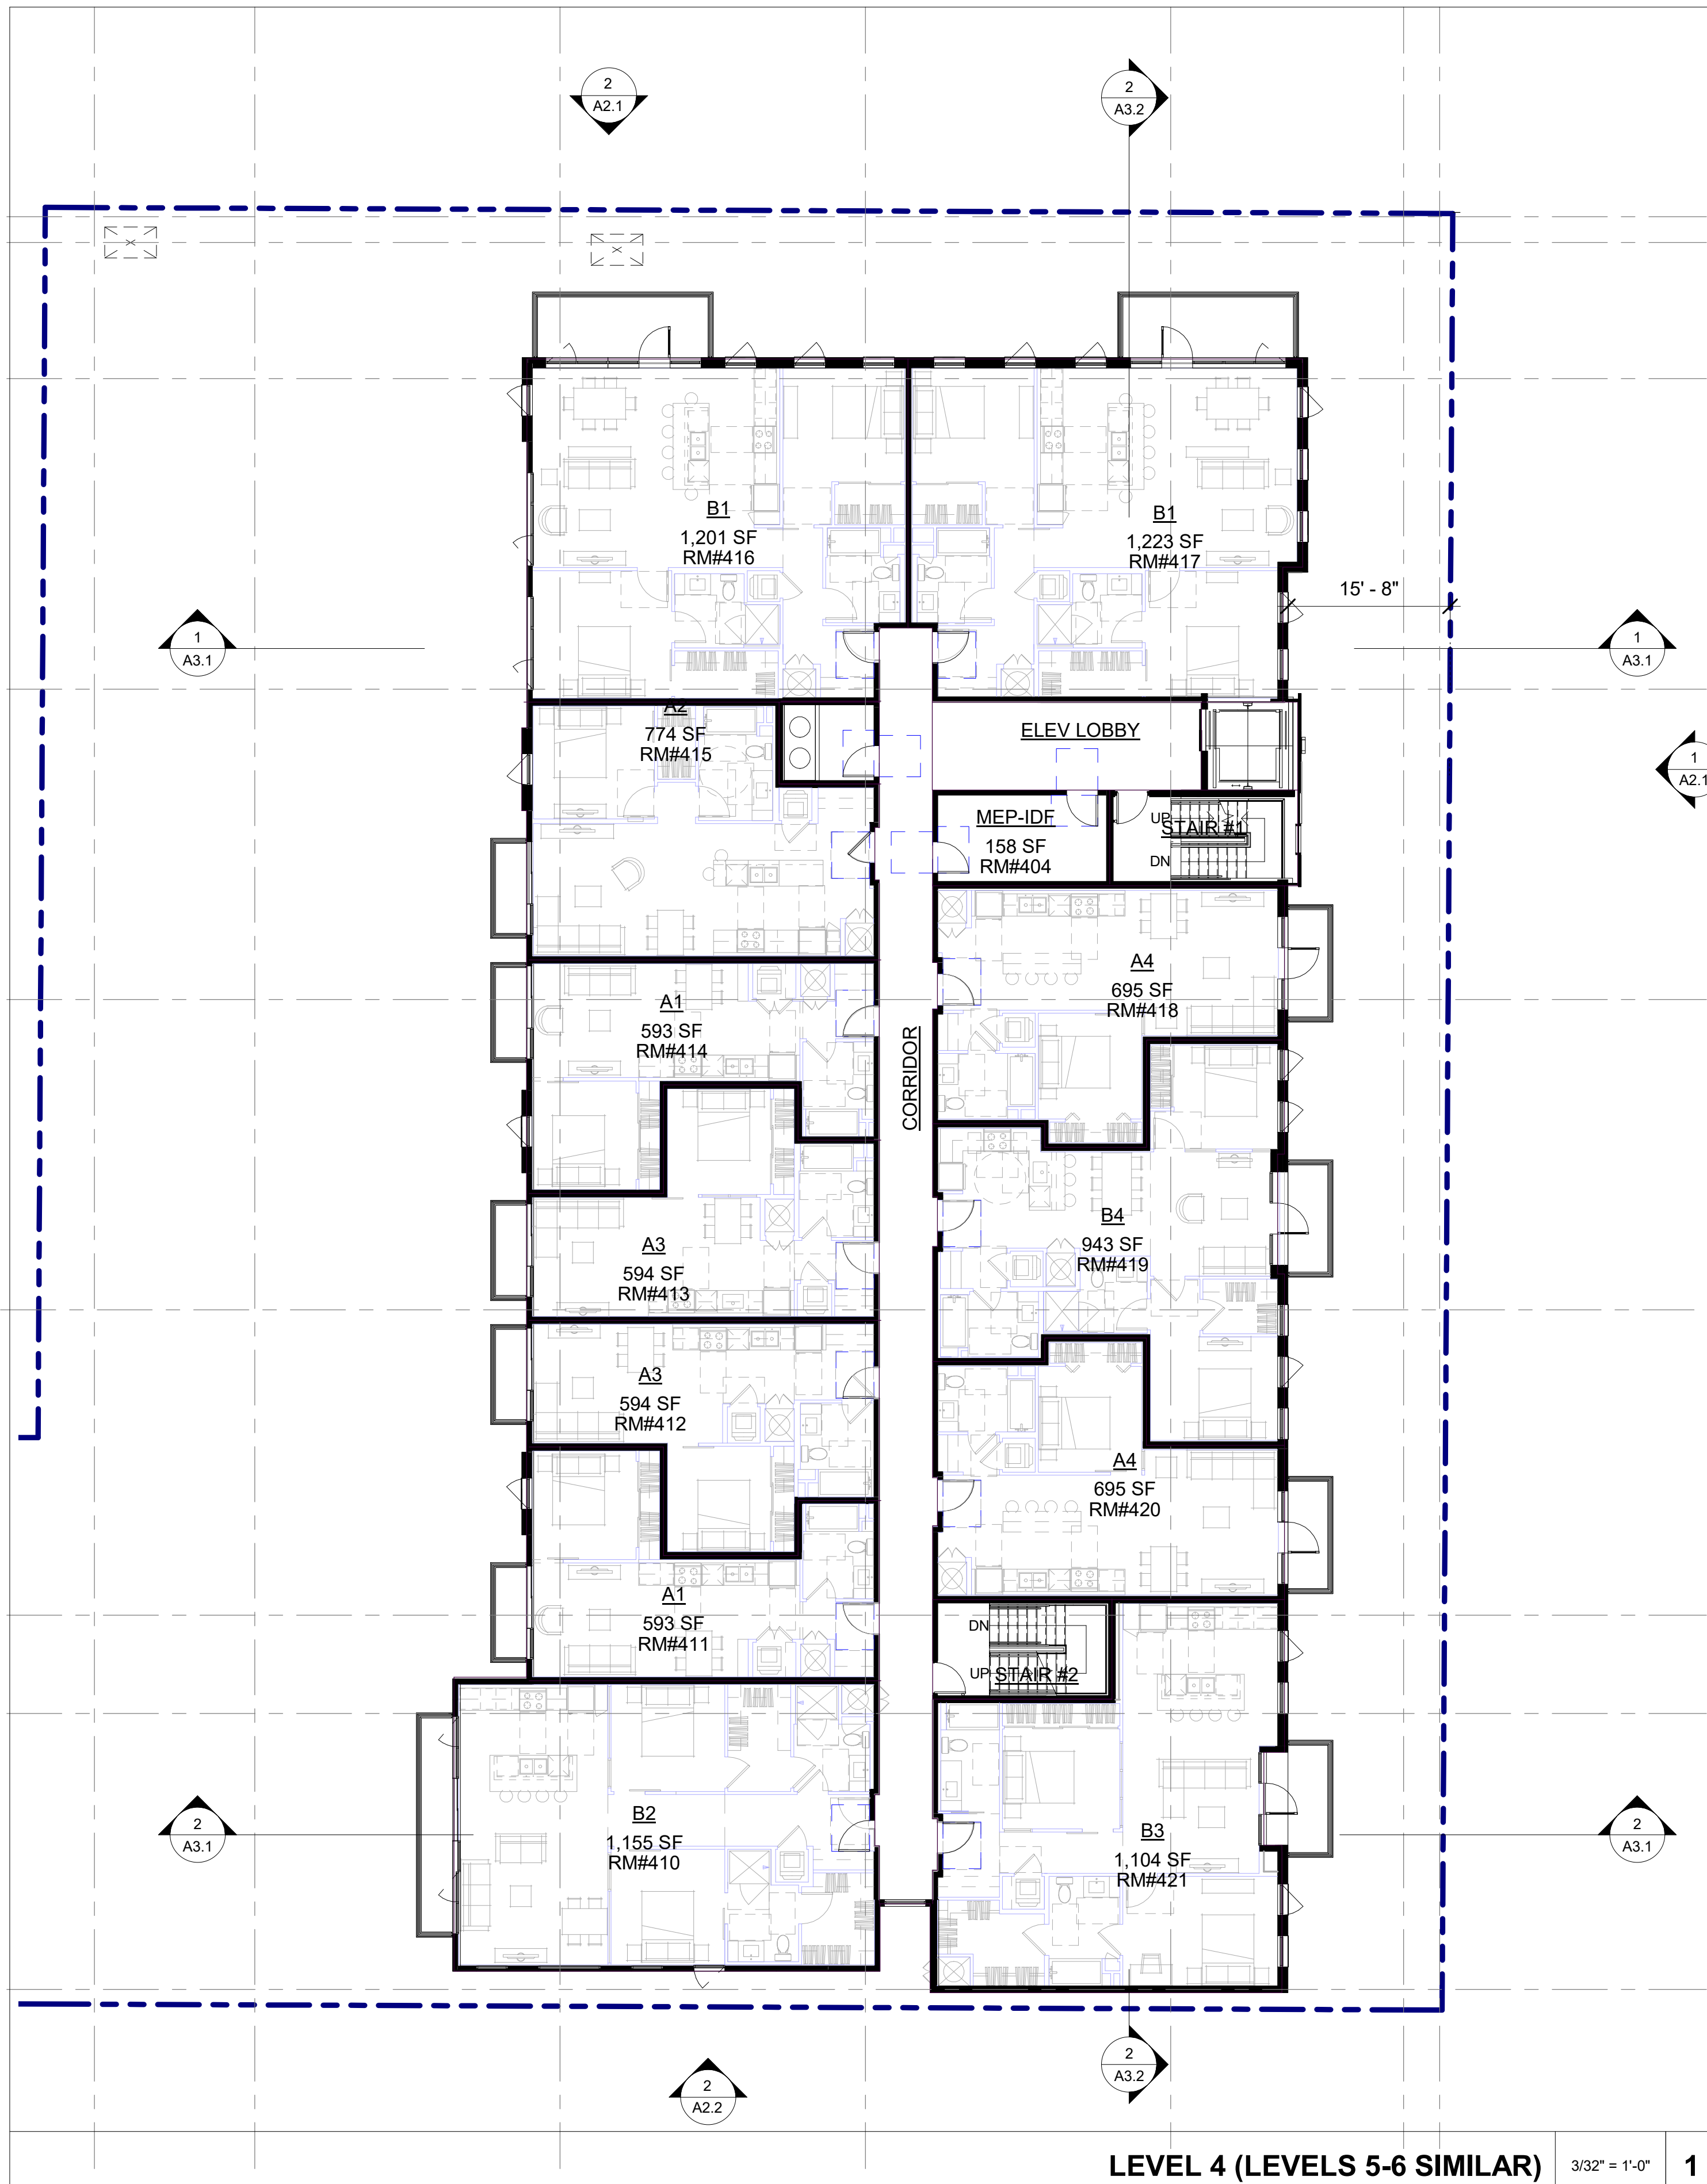 2
A2.1
2
A3.2
B1
1,201 SF
RM#416
B1
1,223 SF
RM#417
15' - 8"
1
A3.1
1
A3.1
A2
774 SF
RM#415
ELEV LOBBY
1
A2.1
MEP-IDF
158 SF
RM#404
UP
STAIR #1
DN
A4
695 SF
RM#418
A1
593 SF
RM#414
CORRIDOR
B4
943 SF
RM#419
A3
594 SF
RM#413
A3
594 SF
RM#412
A4
695 SF
RM#420
A1
593 SF
RM#411
DN
UP
STAIR #2
B2
1,155 SF
RM#410
B3
1,104 SF
RM#421
2
A3.1
2
A3.1
2
A3.2
2
A2.2
LEVEL 4 (LEVELS 5-6 SIMILAR)
3/32" = 1'-0"
1